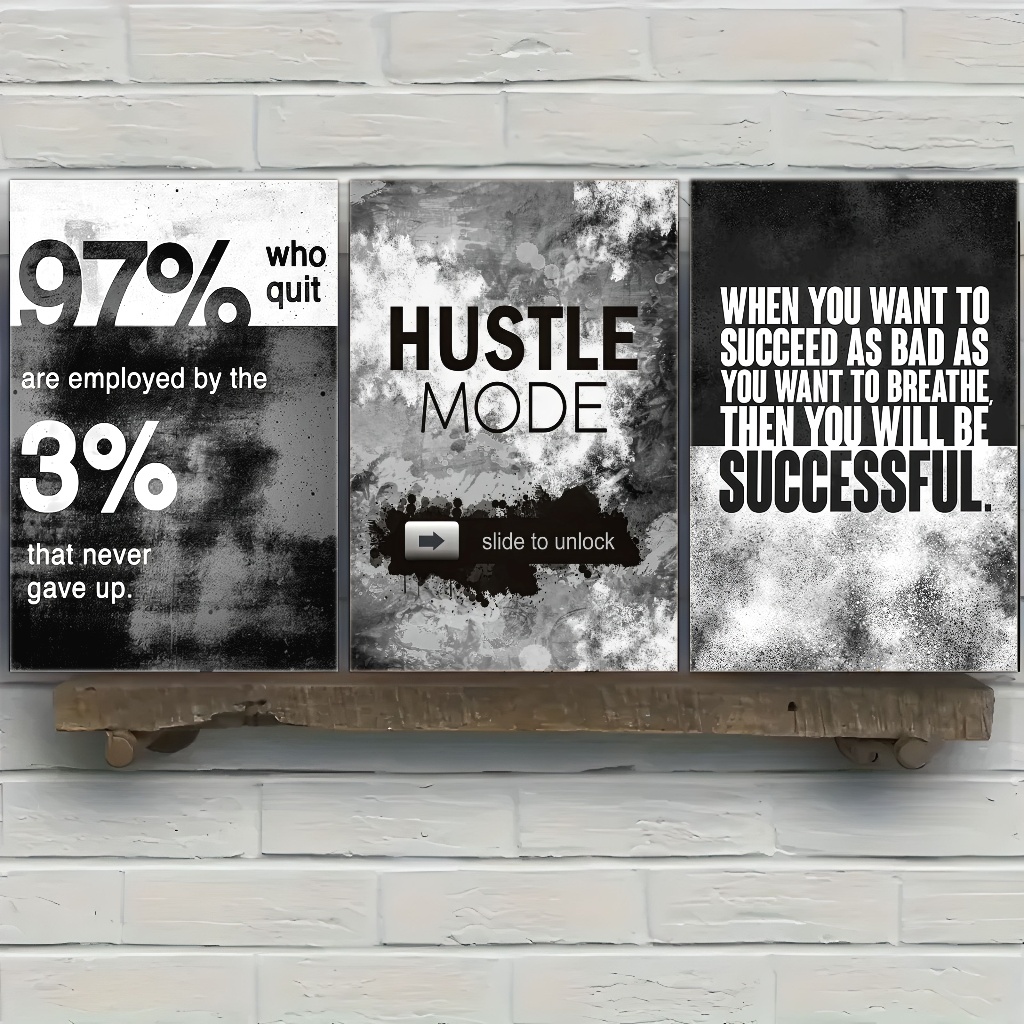 97% who
quit
are employed by the
3%
that never
gave up.
HUSTLE
MODE
slide to unlock
WHEN YOU WANT TO
SUCCEED AS BAD AS
YOU WANT TO BREATHE,
THEN YOU WILL BE
SUCCESSFUL.